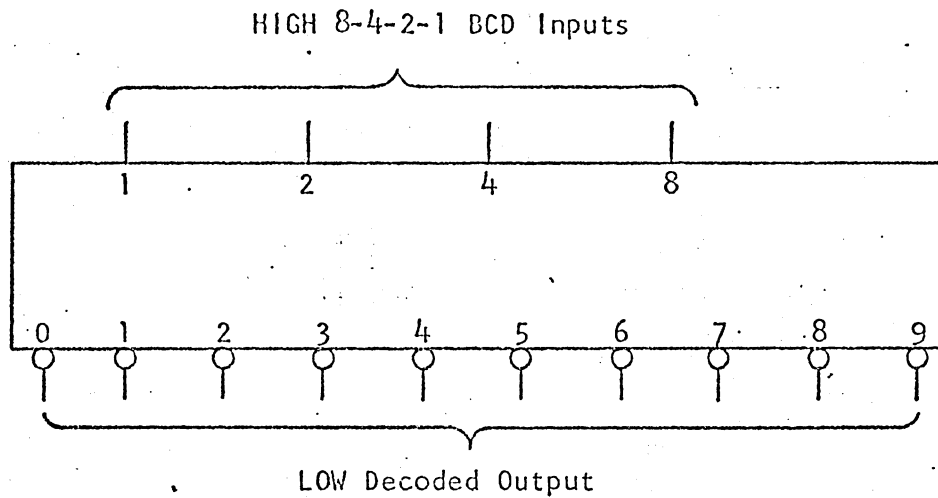 HIGH 8-4-2-1 BCD Inputs
1 2 4 8
0 1 2 3 4 5 6 7 8 9
LOW Decoded Output